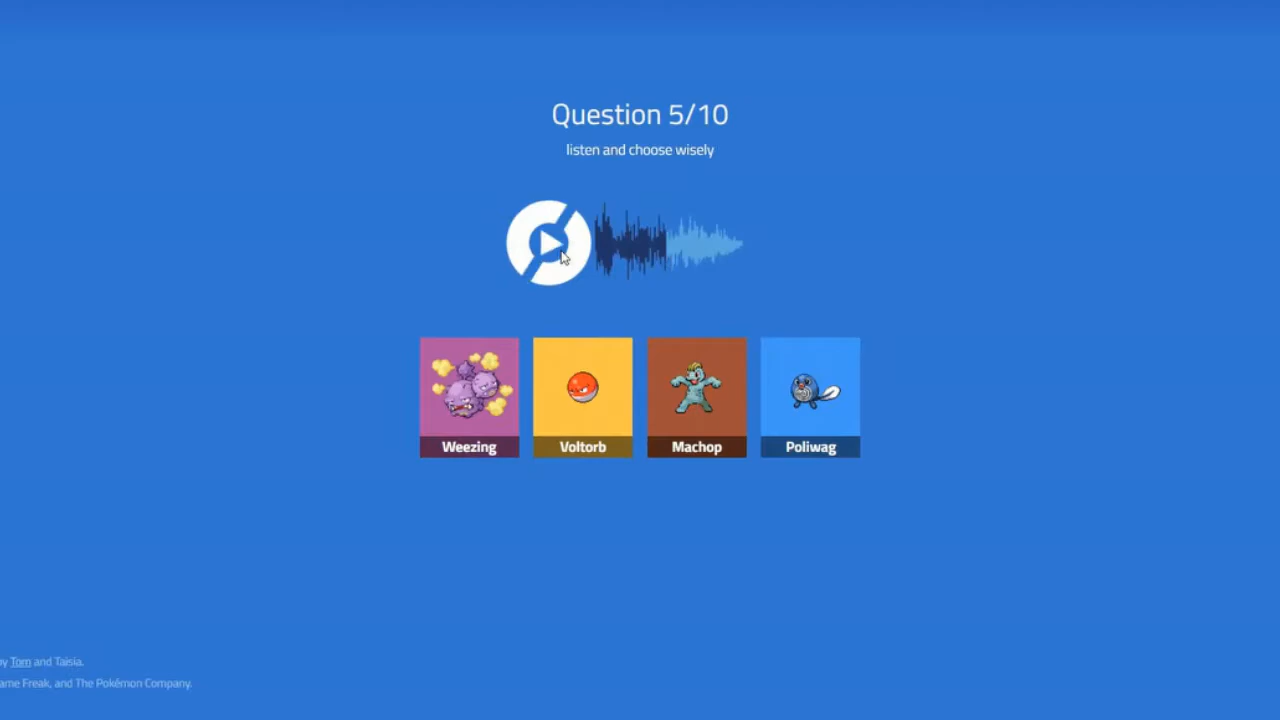 Question 5/10
listen and choose wisely
Weezing
Voltorb
Machop
Poliwag
by Tom and Taisia.
ame Freak, and The Pokémon Company.